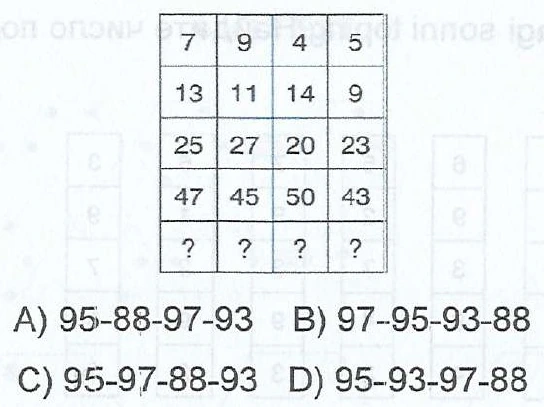 7 9 4 5
13 11 14 9
25 27 20 23
47 45 50 43
? ? ? ?
A) 95-88-97-93 B) 97-95-93-88
C) 95-97-88-93 D) 95-93-97-88